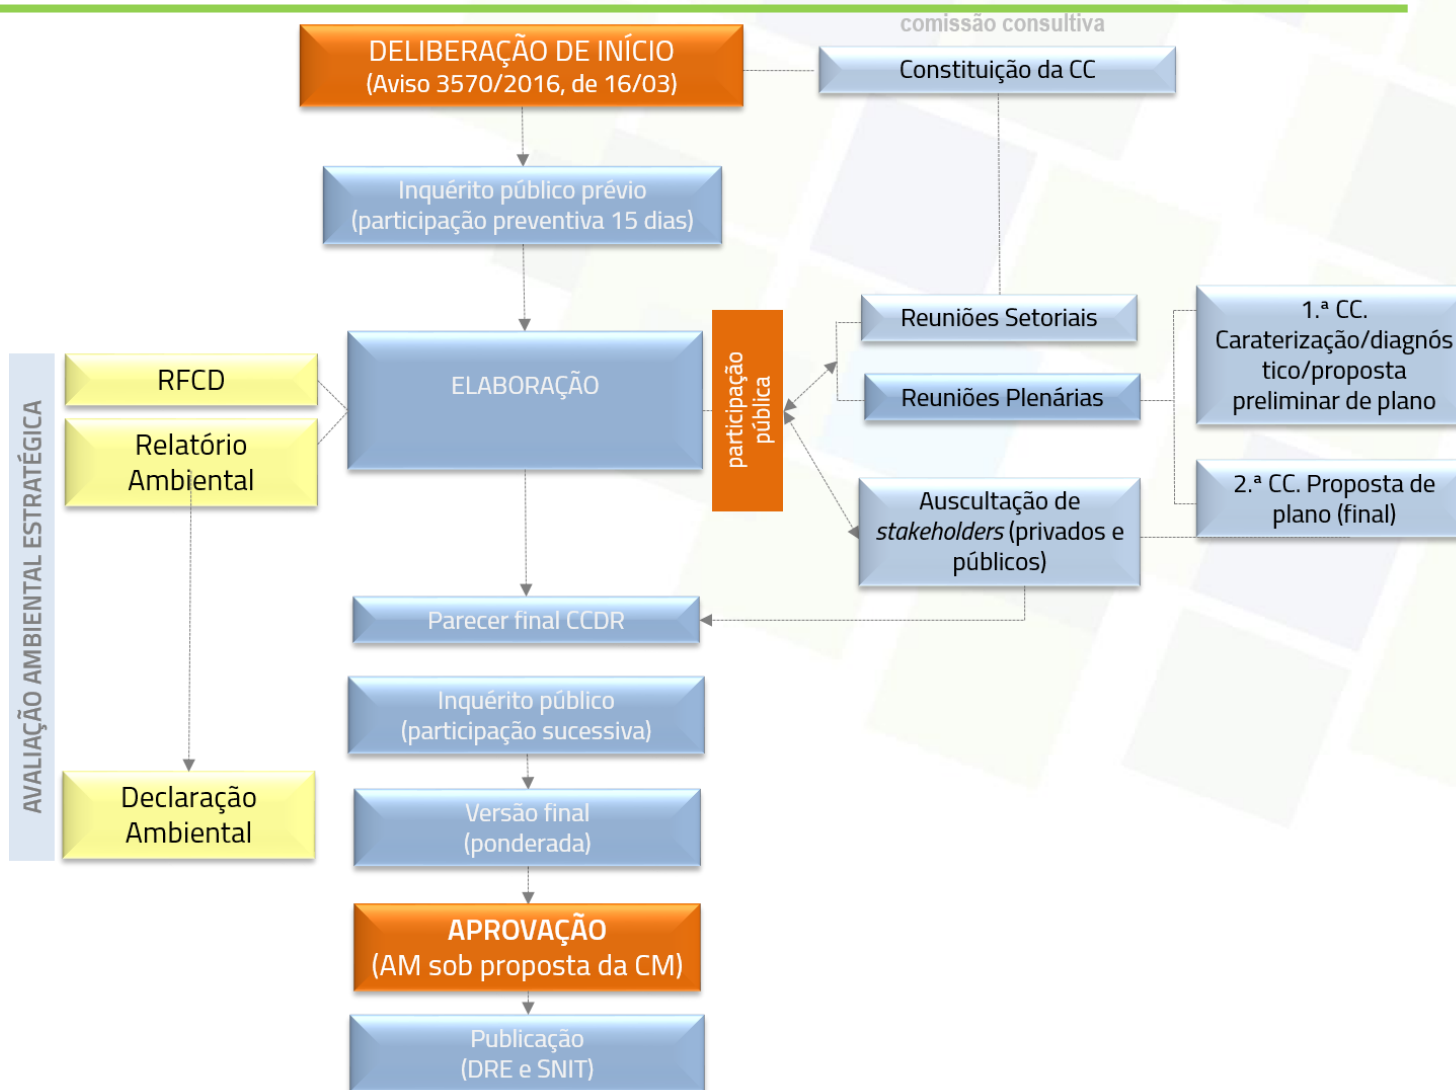 comissão consultiva
DELIBERAÇÃO DE INÍCIO
(Aviso 3570/2016, de 16/03)
Constituição da CC
Inquérito público prévio
(participação preventiva 15 dias)
AVALIAÇÃO AMBIENTAL ESTRATÉGICA
RFCD
Relatório
Ambiental
ELABORAÇÃO
participação
pública
Reuniões Setoriais
Reuniões Plenárias
1.ª CC.
Caraterização/diagnós
tico/proposta
preliminar de plano
2.ª CC. Proposta de
plano (final)
Auscultação de
stakeholders (privados e
públicos)
Parecer final CCDR
Inquérito público
(participação sucessiva)
Declaração
Ambiental
Versão final
(ponderada)
APROVAÇÃO
(AM sob proposta da CM)
Publicação
(DRE e SNIT)